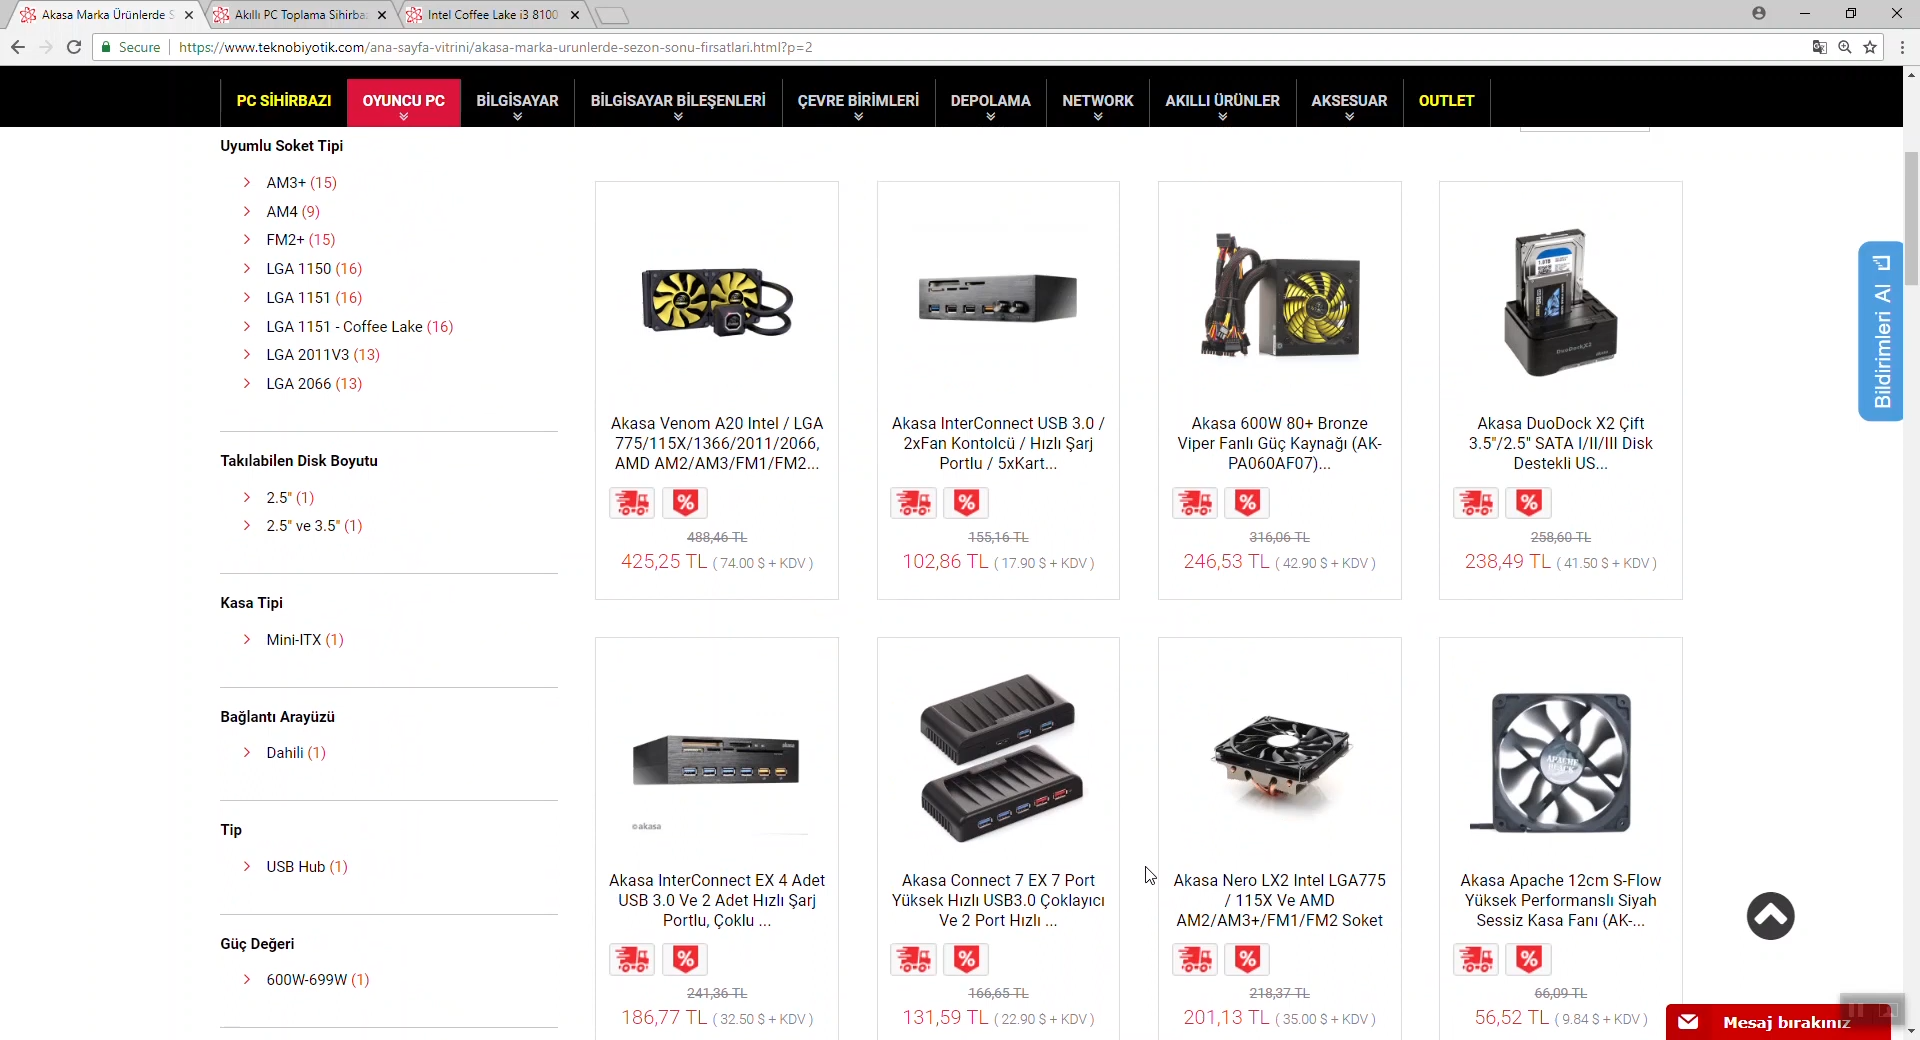 Akasa Marka Ürünlerde S
Akıllı PC Toplama Sihirba
Intel Coffee Lake i3 8100
Secure
https://www.teknobiyotik.com/ana-sayfa-vitrini/akasa-marka-urunlerde-sezon-sonu-firsatlari.html?p=2
PC SİHİRBAZI
OYUNCU PC
BİLGİSAYAR
BİLGİSAYAR BİLEŞENLERİ
ÇEVRE BİRİMLERİ
DEPOLAMA
NETWORK
AKILLI ÜRÜNLER
AKSESUAR
OUTLET
Uyumlu Soket Tipi
AM3+ (15)
AM4 (9)
FM2+ (15)
LGA 1150 (16)
LGA 1151 (16)
LGA 1151 - Coffee Lake (16)
LGA 2011V3 (13)
LGA 2066 (13)
Takılabilen Disk Boyutu
2.5" (1)
2.5" ve 3.5" (1)
Kasa Tipi
Mini-ITX (1)
Bağlantı Arayüzü
Dahili (1)
Tip
USB Hub (1)
Güç Değeri
600W-699W (1)
Akasa Venom A20 Intel / LGA
775/115X/1366/2011/2066,
AMD AM2/AM3/FM1/FM2...
%
488,46 TL
425,25 TL ( 74.00 $ + KDV )
Akasa InterConnect USB 3.0 /
2xFan Kontolcü / Hızlı Şarj
Portlu / 5xKart...
%
155,16 TL
102,86 TL ( 17.90 $ + KDV )
Akasa 600W 80+ Bronze
Viper Fanlı Güç Kaynağı (AK-
PA060AF07)...
%
316,06 TL
246,53 TL ( 42.90 $ + KDV )
DuoDock X2
Akasa DuoDock X2 Çift
3.5"/2.5" SATA I/II/III Disk
Destekli US...
%
258,60 TL
238,49 TL ( 41.50 $ + KDV )
akasa
akasa
Akasa InterConnect EX 4 Adet
USB 3.0 Ve 2 Adet Hızlı Şarj
Portlu, Çoklu ...
%
241,36 TL
186,77 TL ( 32.50 $ + KDV )
Akasa Connect 7 EX 7 Port
Yüksek Hızlı USB3.0 Çoklayıcı
Ve 2 Port Hızlı ...
%
166,65 TL
131,59 TL ( 22.90 $ + KDV )
Akasa Nero LX2 Intel LGA775
/ 115X Ve AMD
AM2/AM3+/FM1/FM2 Soket
%
218,37 TL
201,13 TL ( 35.00 $ + KDV )
APACHE
BLACK
Akasa Apache 12cm S-Flow
Yüksek Performanslı Siyah
Sessiz Kasa Fanı (AK-...
%
66,09 TL
56,52 TL ( 9.84 $ + KDV )
Bildirimleri Al
Mesaj bırakınız